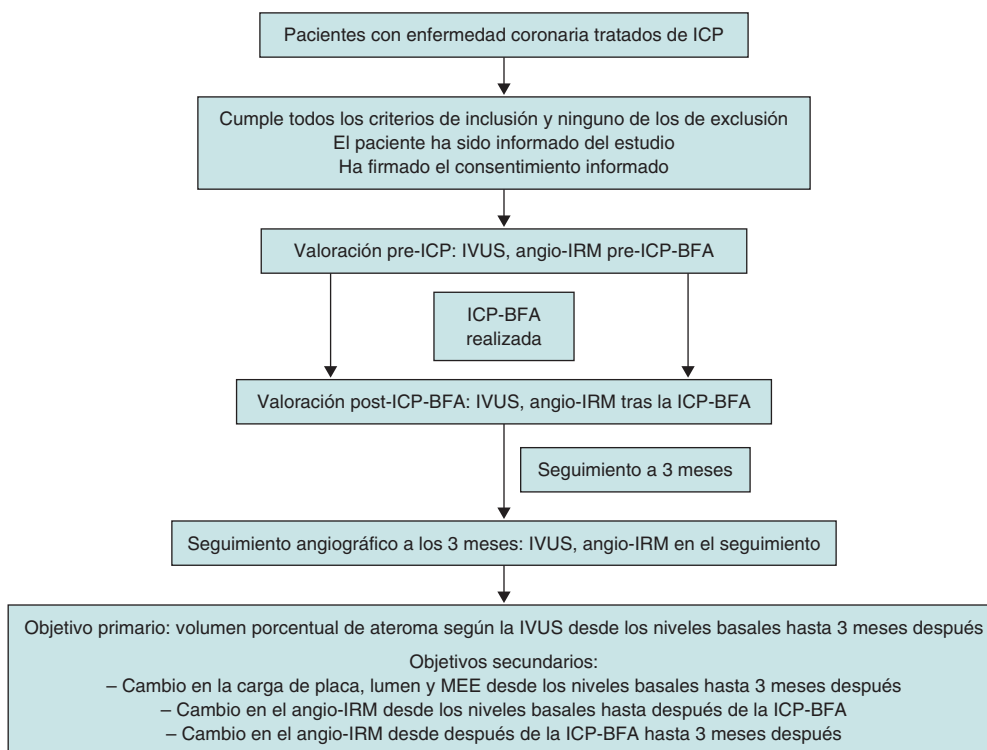 Pacientes con enfermedad coronaria tratados de ICP
Cumple todos los criterios de inclusión y ninguno de los de exclusión
El paciente ha sido informado del estudio
Ha firmado el consentimiento informado
Valoración pre-ICP: IVUS, angio-IRM pre-ICP-BFA
ICP-BFA
realizada
Valoración post-ICP-BFA: IVUS, angio-IRM tras la ICP-BFA
Seguimiento a 3 meses
Seguimiento angiográfico a los 3 meses: IVUS, angio-IRM en el seguimiento
Objetivo primario: volumen porcentual de ateroma según la IVUS desde los niveles basales hasta 3 meses después
Objetivos secundarios:
– Cambio en la carga de placa, lumen y MEE desde los niveles basales hasta 3 meses después
– Cambio en el angio-IRM desde los niveles basales hasta después de la ICP-BFA
– Cambio en el angio-IRM desde después de la ICP-BFA hasta 3 meses después